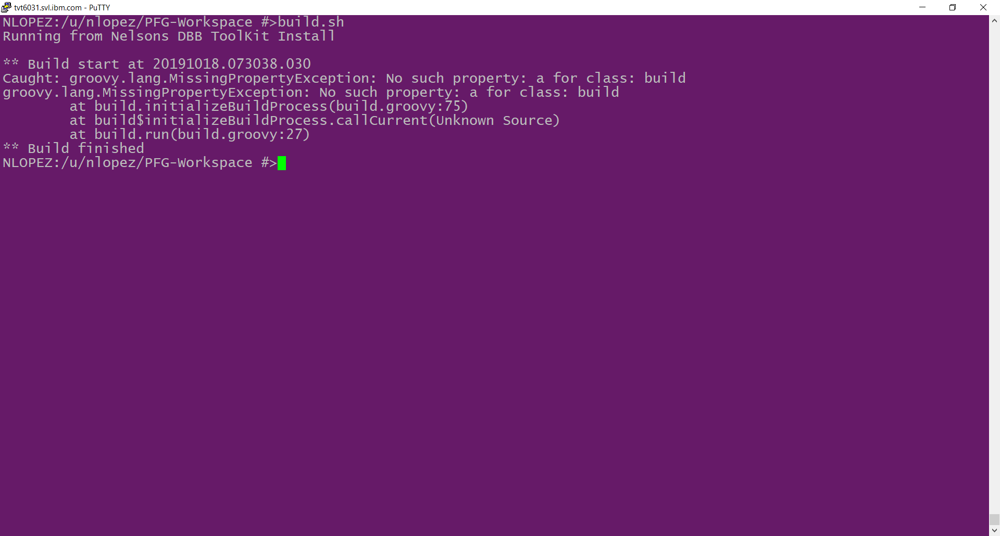 tvt6031.svl.ibm.com - PuTTY
NLOPEZ:/u/nlopez/PFG-Workspace #>build.sh
Running from Nelsons DBB ToolKit Install
** Build start at 20191018.073038.030
Caught: groovy.lang.MissingPropertyException: No such property: a for class: build
groovy.lang.MissingPropertyException: No such property: a for class: build
        at build.initializeBuildProcess(build.groovy:75)
        at build$initializeBuildProcess.callCurrent(Unknown Source)
        at build.run(build.groovy:27)
** Build finished
NLOPEZ:/u/nlopez/PFG-Workspace #>